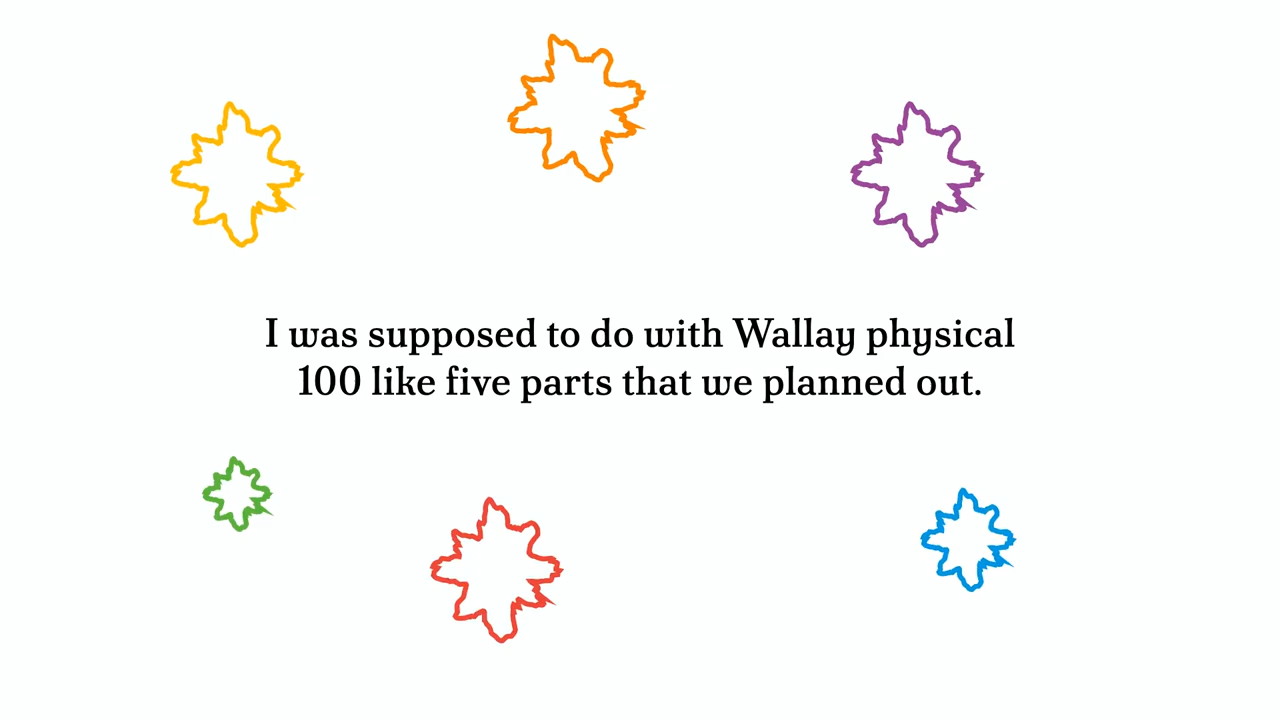 I was supposed to do with Wallay physical
100 like five parts that we planned out.